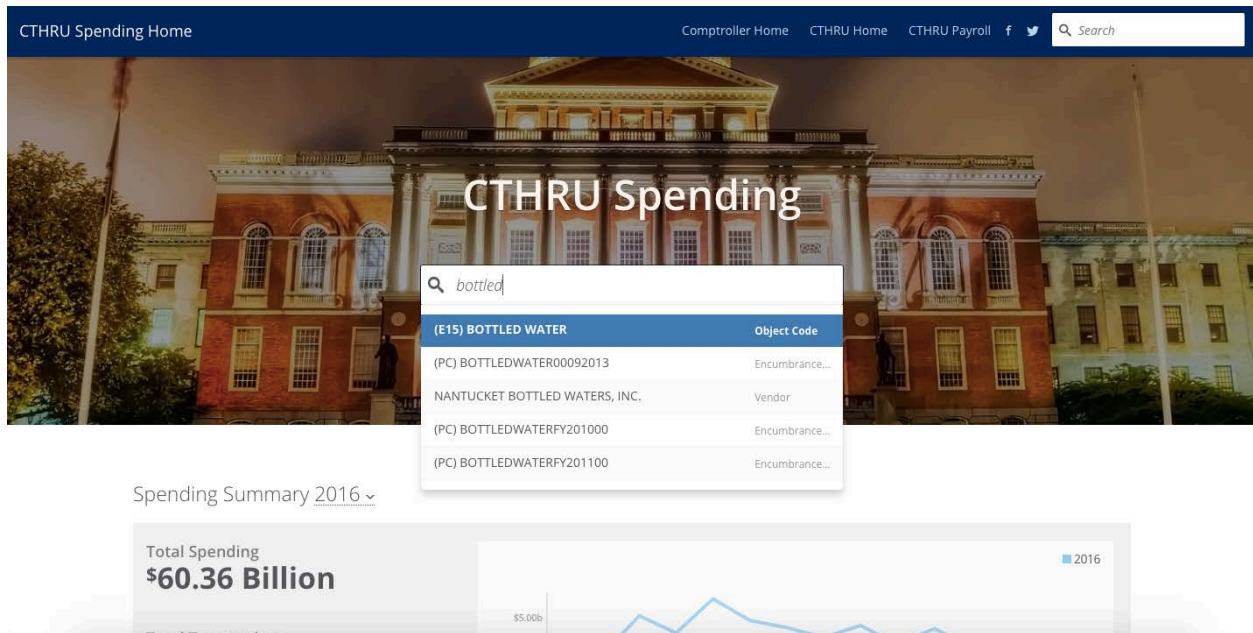 CTHRU Spending Home Comptroller Home CTHRU Home CTHRU Payroll f Search
CTHRU Spending
bottled
(E15) BOTTLED WATER Object Code
(PC) BOTTLEDWATER00092013 Encumbrance...
NANTUCKET BOTTLED WATERS, INC. Vendor
(PC) BOTTLEDWATERFY201000 Encumbrance...
(PC) BOTTLEDWATERFY201100 Encumbrance...
Spending Summary 2016
Total Spending
$60.36 Billion
2016
$5.00b